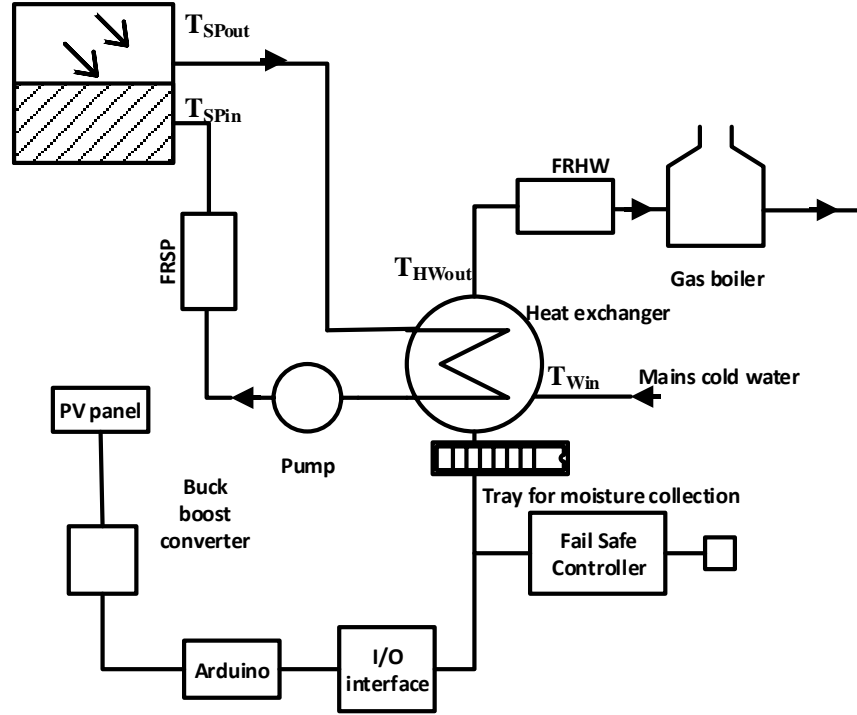 TSPout
TSPin
FRSP
FRHW
Gas boiler
THWout
Heat exchanger
TWin
Mains cold water
PV panel
Pump
Buck
boost
converter
Tray for moisture collection
Fail Safe
Controller
Arduino
I/O
interface